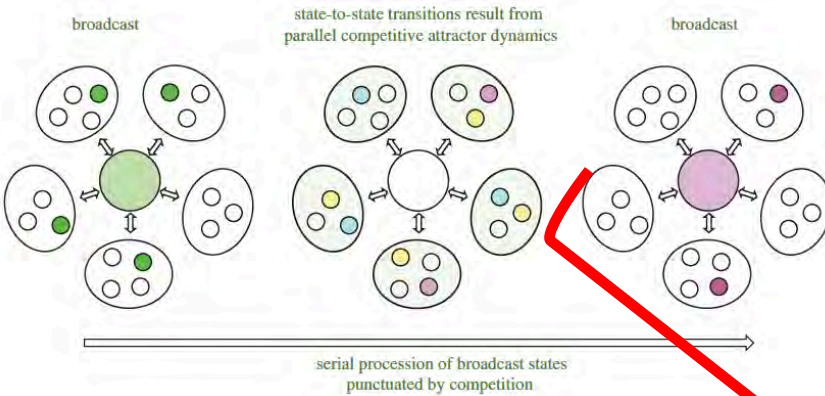 broadcast
state-to-state transitions result from
parallel competitive attractor dynamics
broadcast
serial procession of broadcast states
punctuated by competition